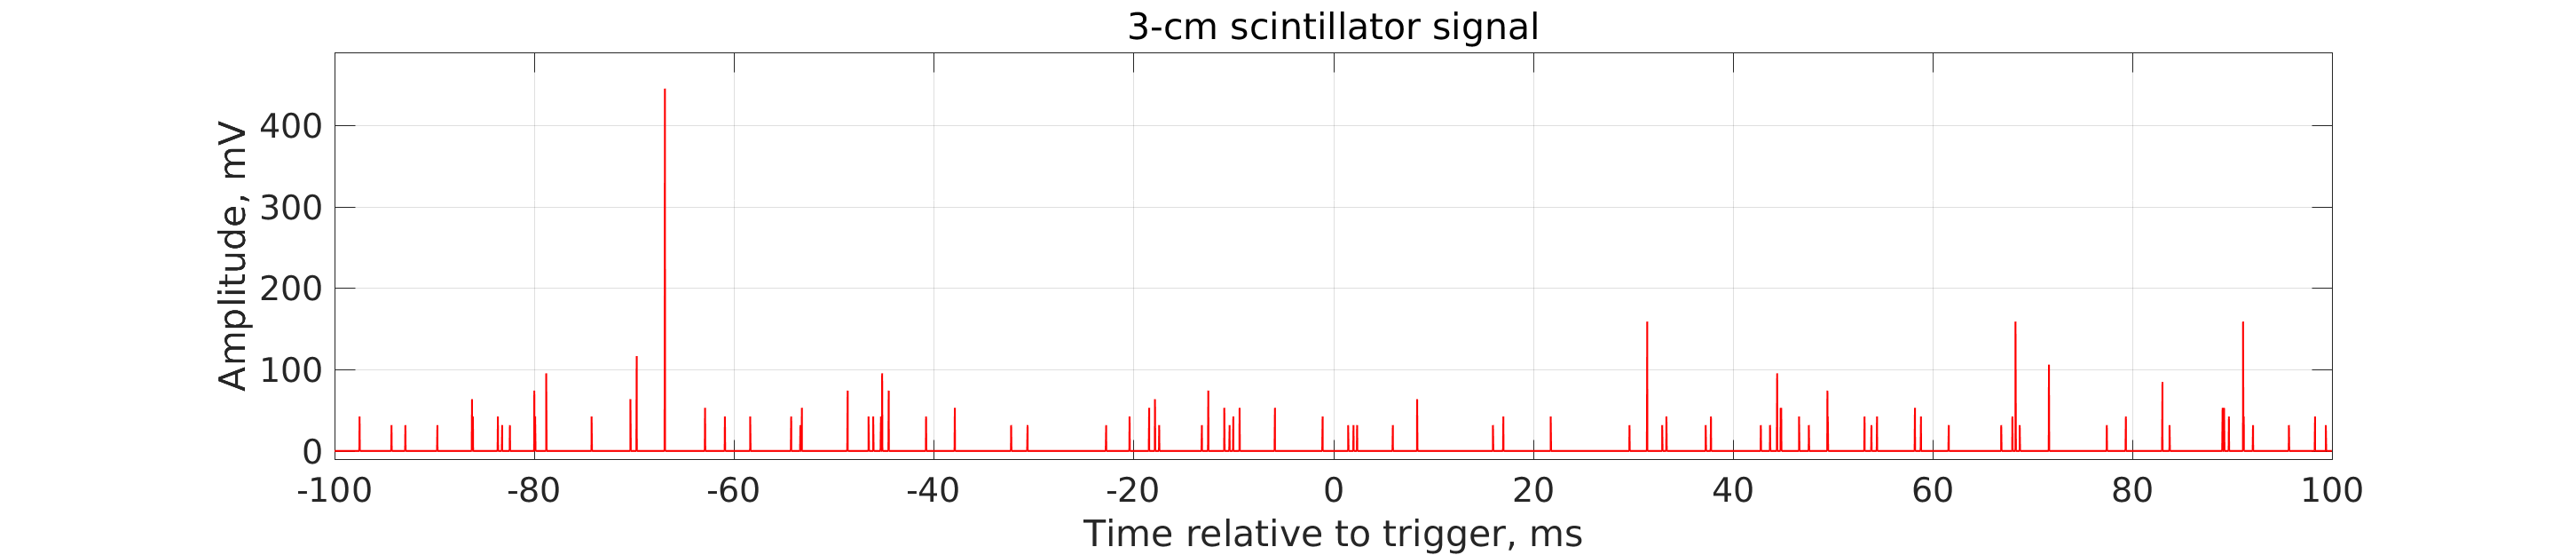 3-cm scintillator signal
Amplitude, mV
400
300
200
100
0
-100 -80 -60 -40 -20 0 20 40 60 80 100
Time relative to trigger, ms